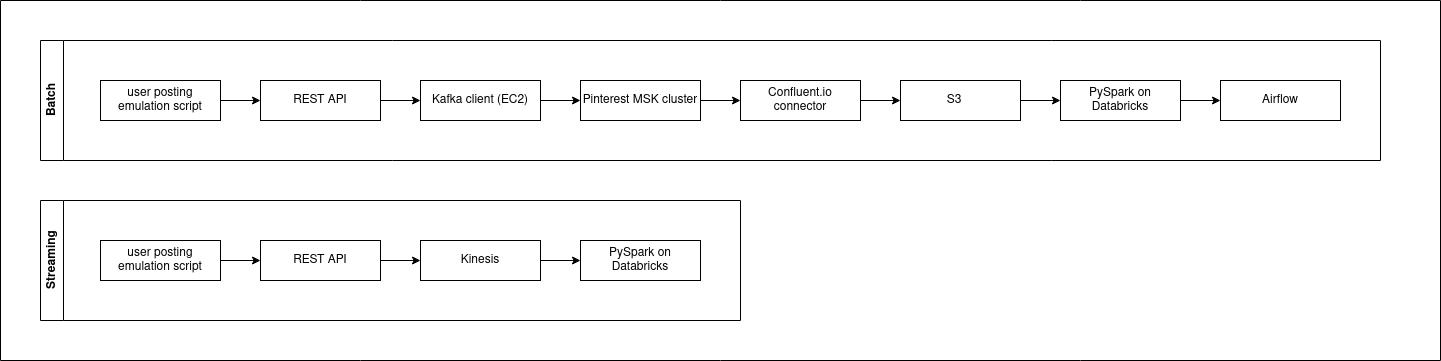 Batch
user posting
emulation script
REST API
Kafka client (EC2)
Pinterest MSK cluster
Confluent.io
connector
S3
PySpark on
Databricks
Airflow
Streaming
user posting
emulation script
REST API
Kinesis
PySpark on
Databricks